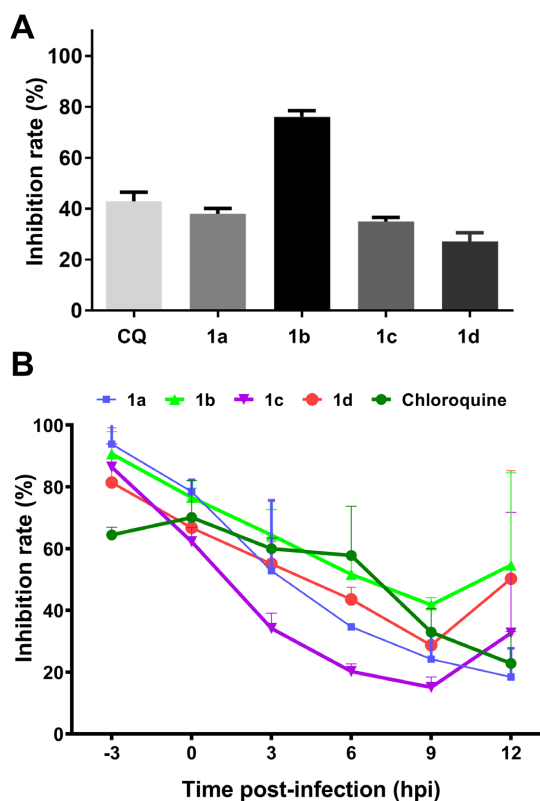 A
Inhibition rate (%)
100
80
60
40
20
0
CQ 1a 1b 1c 1d
B
1a 1b 1c 1d Chloroquine
Inhibition rate (%)
100
80
60
40
20
0
-3 0 3 6 9 12
Time post-infection (hpi)